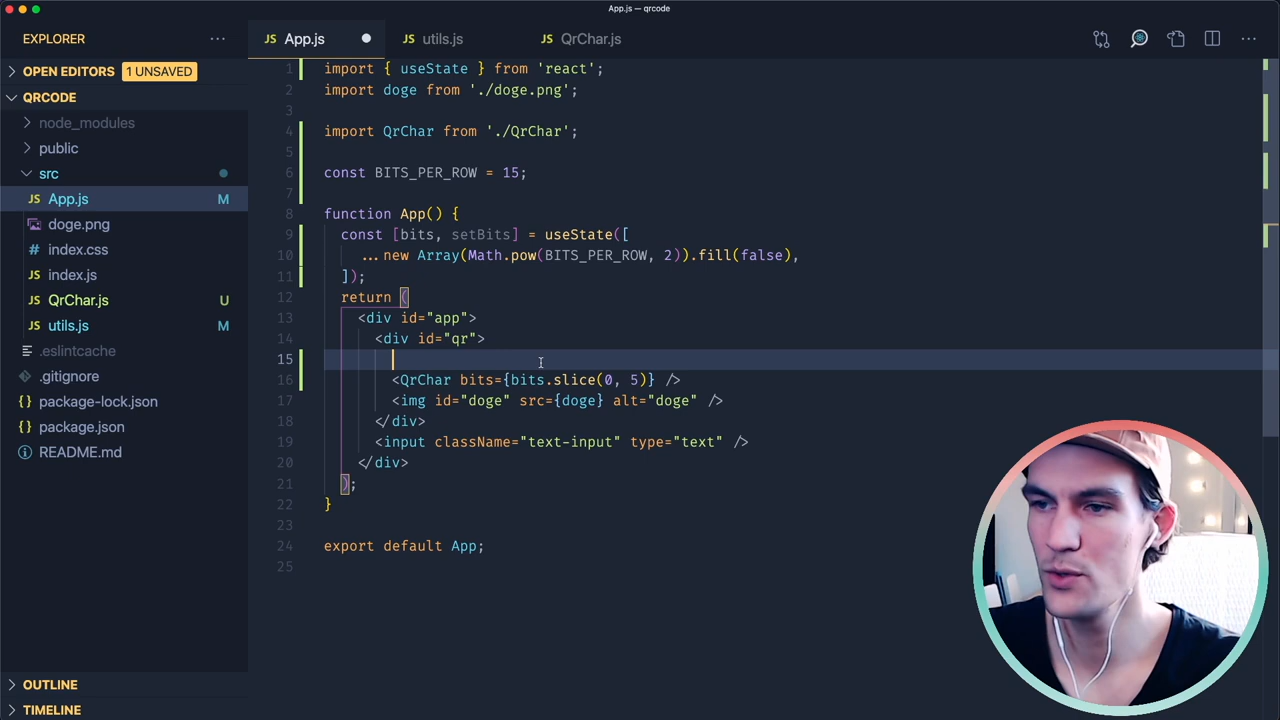 App.js — qrcode
EXPLORER ···
App.js
utils.js
QrChar.js
···
OPEN EDITORS 1 UNSAVED
QRCODE
node_modules
public
src
JS App.js M
doge.png
JS index.css
JS index.js
JS QrChar.js U
JS utils.js M
.eslintcache
.gitignore
{} package-lock.json
{} package.json
README.md
OUTLINE
TIMELINE
1 import { useState } from 'react';
2 import doge from './doge.png';
3
4 import QrChar from './QrChar';
5
6 const BITS_PER_ROW = 15;
7
8 function App() {
9 const [bits, setBits] = useState([
10 ...new Array(Math.pow(BITS_PER_ROW, 2)).fill(false),
11 ]);
12 return (
13 <div id="app">
14 <div id="qr">
15
16 <QrChar bits={bits.slice(0, 5)} />
17 <img id="doge" src={doge} alt="doge" />
18 </div>
19 <input className="text-input" type="text" />
20 </div>
21 );
22 }
23
24 export default App;
25